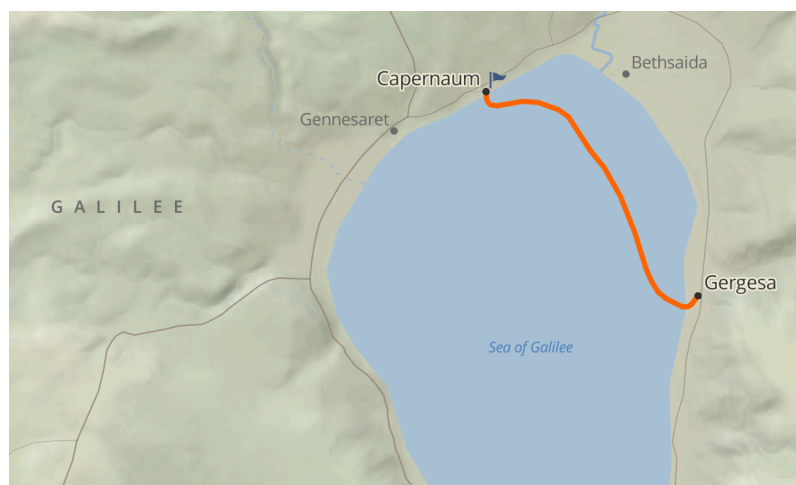 Bethsaida
Capernaum
Gennesaret
GALILEE
Gergesa
Sea of Galilee